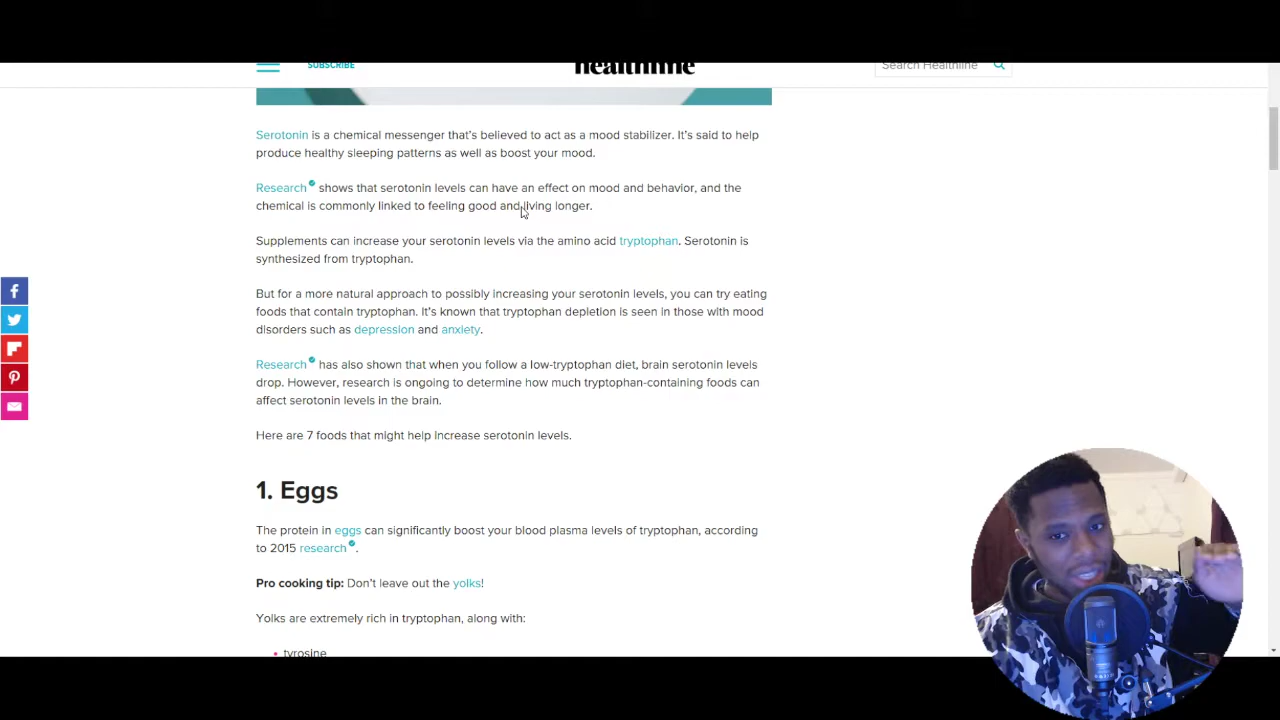 SUBSCRIBE
healthline
Search Healthline
Serotonin is a chemical messenger that's believed to act as a mood stabilizer. It's said to help
produce healthy sleeping patterns as well as boost your mood.
Research shows that serotonin levels can have an effect on mood and behavior, and the
chemical is commonly linked to feeling good and living longer.
Supplements can increase your serotonin levels via the amino acid tryptophan. Serotonin is
synthesized from tryptophan.
But for a more natural approach to possibly increasing your serotonin levels, you can try eating
foods that contain tryptophan. It's known that tryptophan depletion is seen in those with mood
disorders such as depression and anxiety.
Research has also shown that when you follow a low-tryptophan diet, brain serotonin levels
drop. However, research is ongoing to determine how much tryptophan-containing foods can
affect serotonin levels in the brain.
Here are 7 foods that might help increase serotonin levels.
1. Eggs
The protein in eggs can significantly boost your blood plasma levels of tryptophan, according
to 2015 research.
Pro cooking tip: Don't leave out the yolks!
Yolks are extremely rich in tryptophan, along with:
• tyrosine